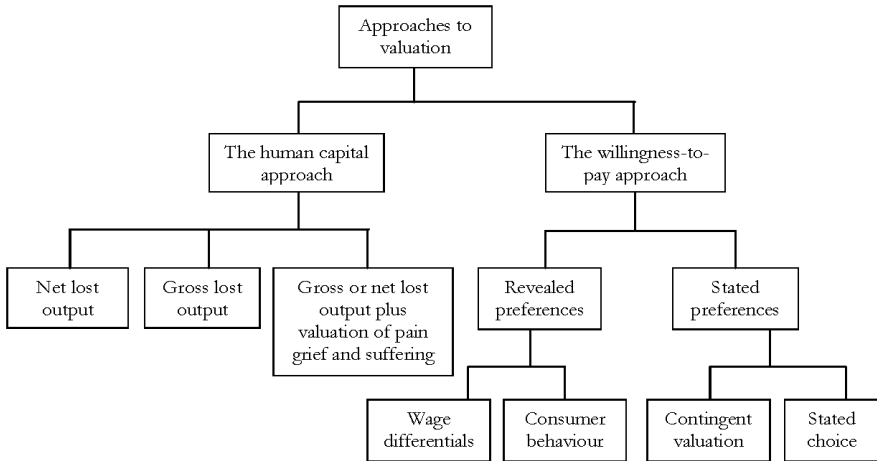 Approaches to
valuation
The human capital
approach
The willingness-to-
pay approach
Net lost
output
Gross lost
output
Gross or net lost
output plus
valuation of pain
grief and suffering
Revealed
preferences
Stated
preferences
Wage
differentials
Consumer
behaviour
Contingent
valuation
Stated
choice